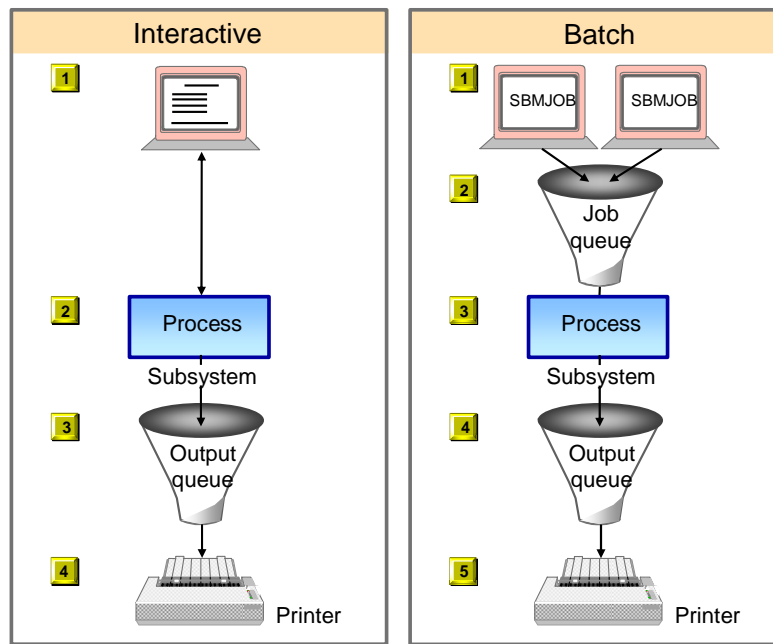 Interactive
1
2
Process
Subsystem
3
Output
queue
4
Printer
Batch
1
SBMJOB
SBMJOB
2
Job
queue
3
Process
Subsystem
4
Output
queue
5
Printer